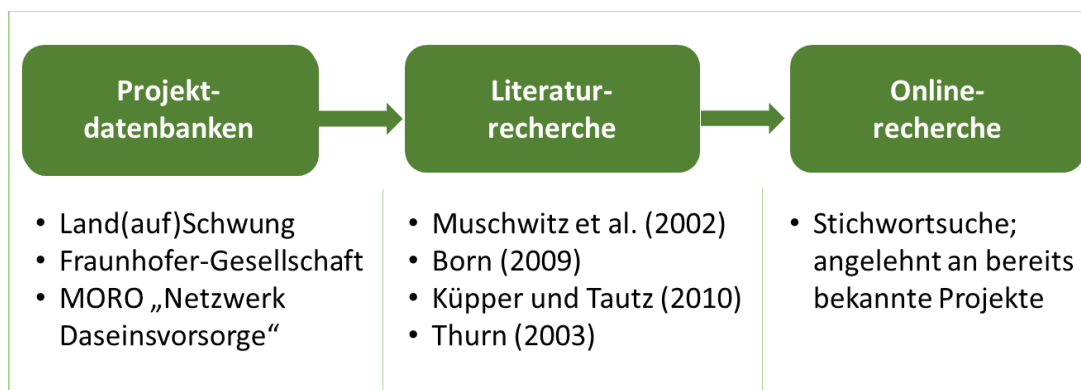 Projekt-
datenbanken
Literatur-
recherche
Online-
recherche
• Land(auf)Schwung
• Fraunhofer-Gesellschaft
• MORO „Netzwerk
Daseinsvorsorge“
• Muschwitz et al. (2002)
• Born (2009)
• Küpper und Tautz (2010)
• Thurn (2003)
• Stichwortsuche;
angelehnt an bereits
bekannte Projekte